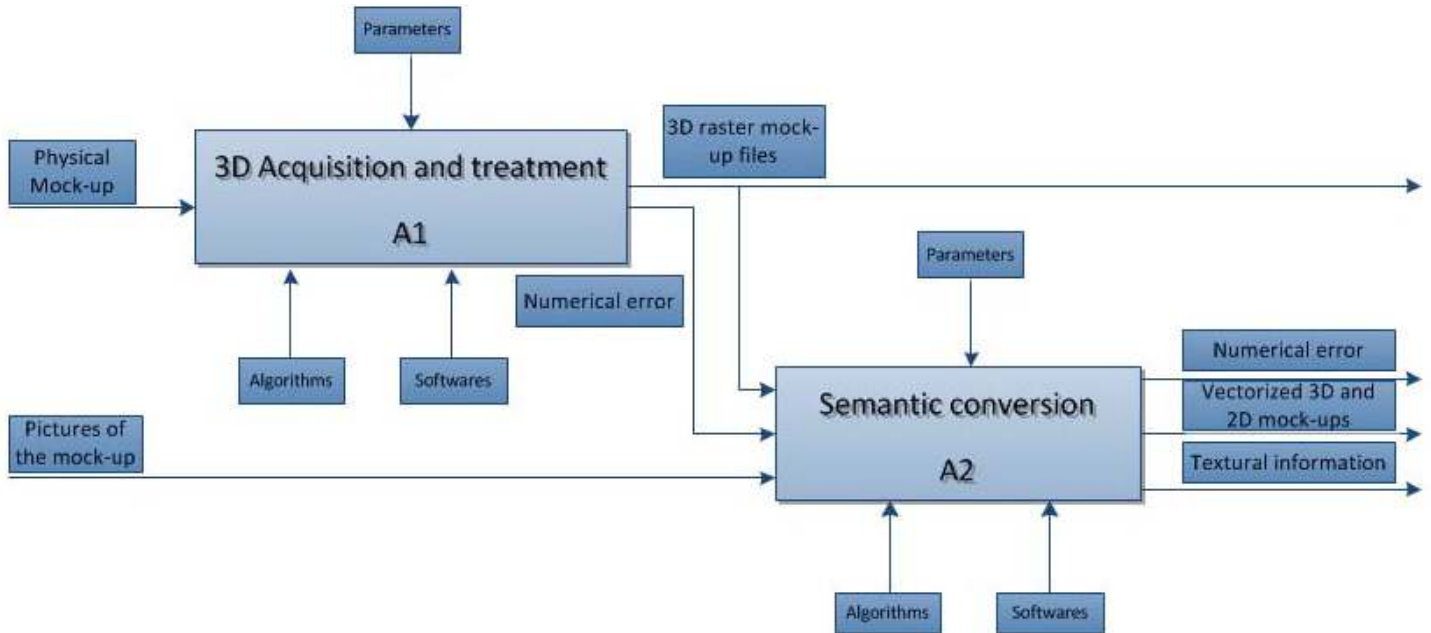 Parameters
3D raster mock-
up files
Physical
Mock-up
3D Acquisition and treatment
A1
Parameters
Numerical error
Algorithms
Softwares
Numerical error
Vectorized 3D and
2D mock-ups
Semantic conversion
A2
Pictures of
the mock-up
Textural information
Algorithms
Softwares